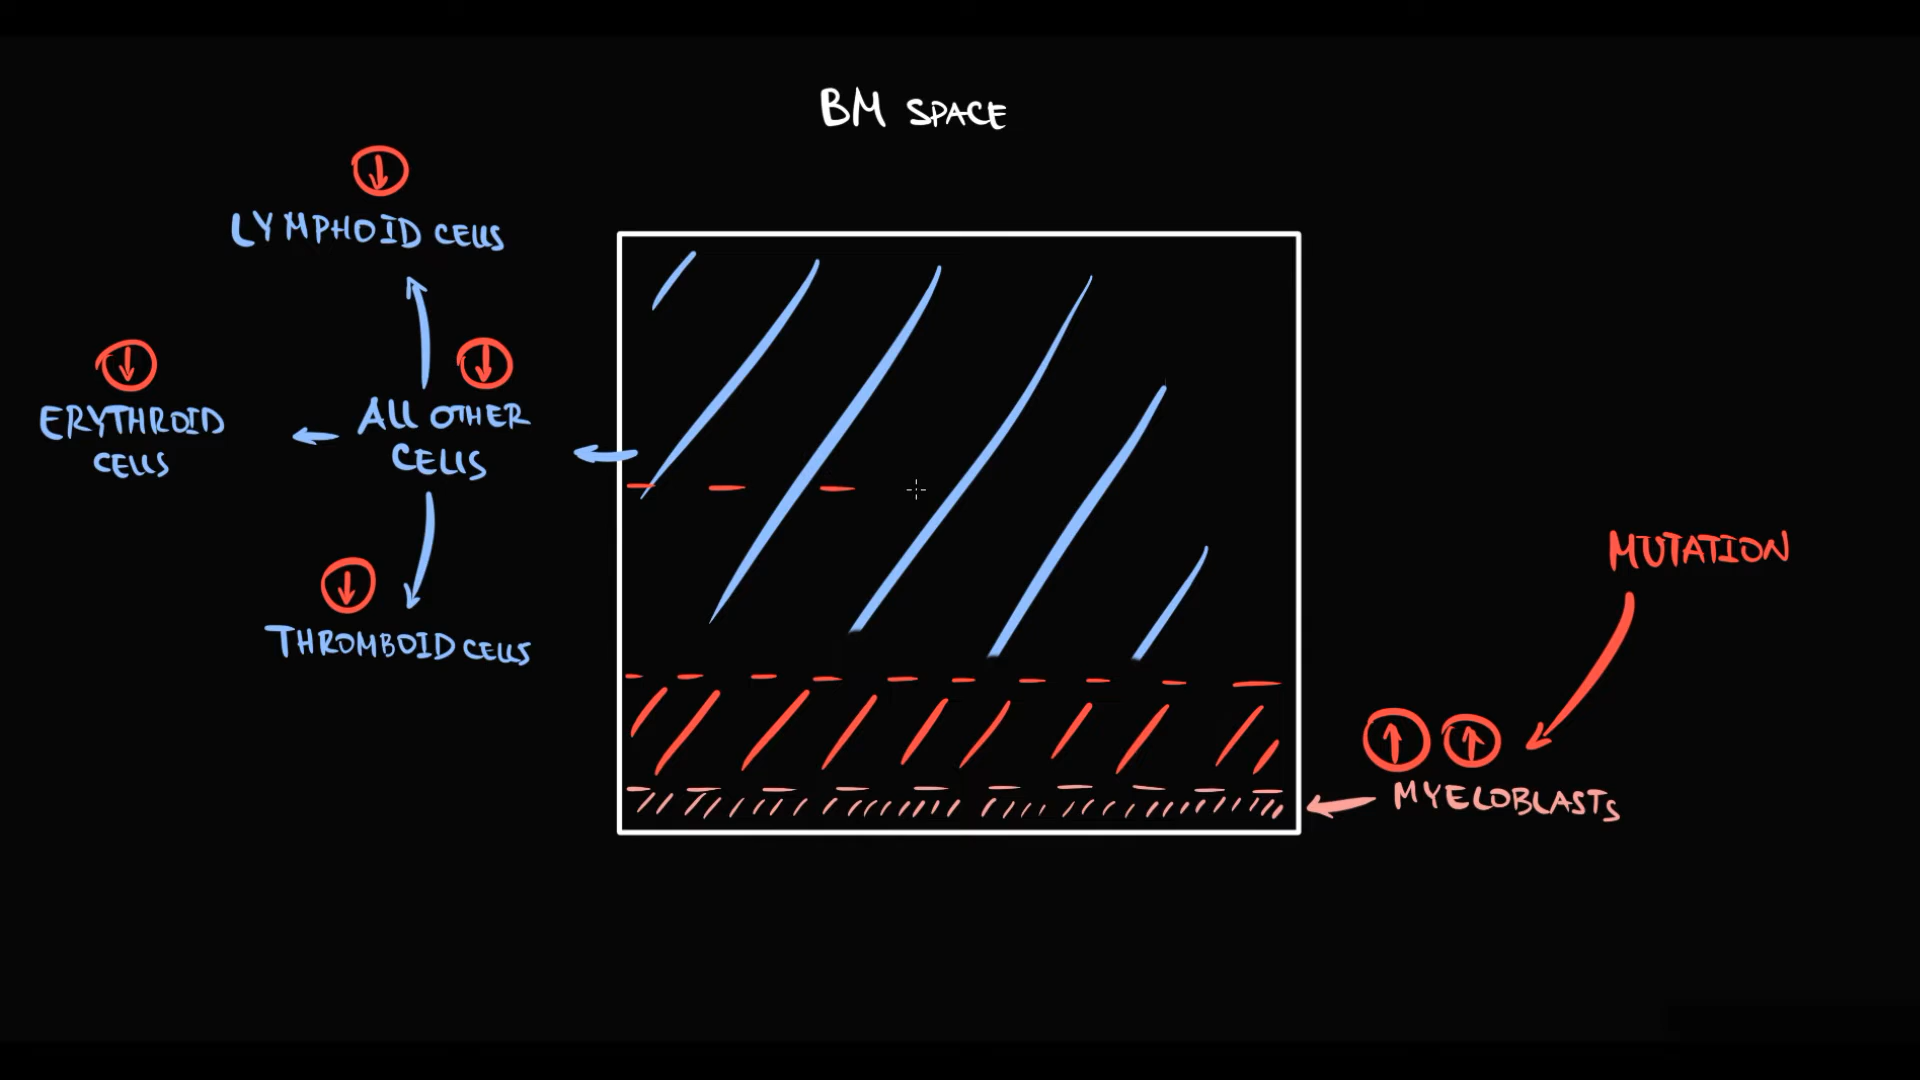 BM SPACE
LYMPHOID CELLS
ERYTHROID
CELLS
ALL OTHER
CELLS
THROMBOID CELLS
MUTATION
MYELOBLASTS